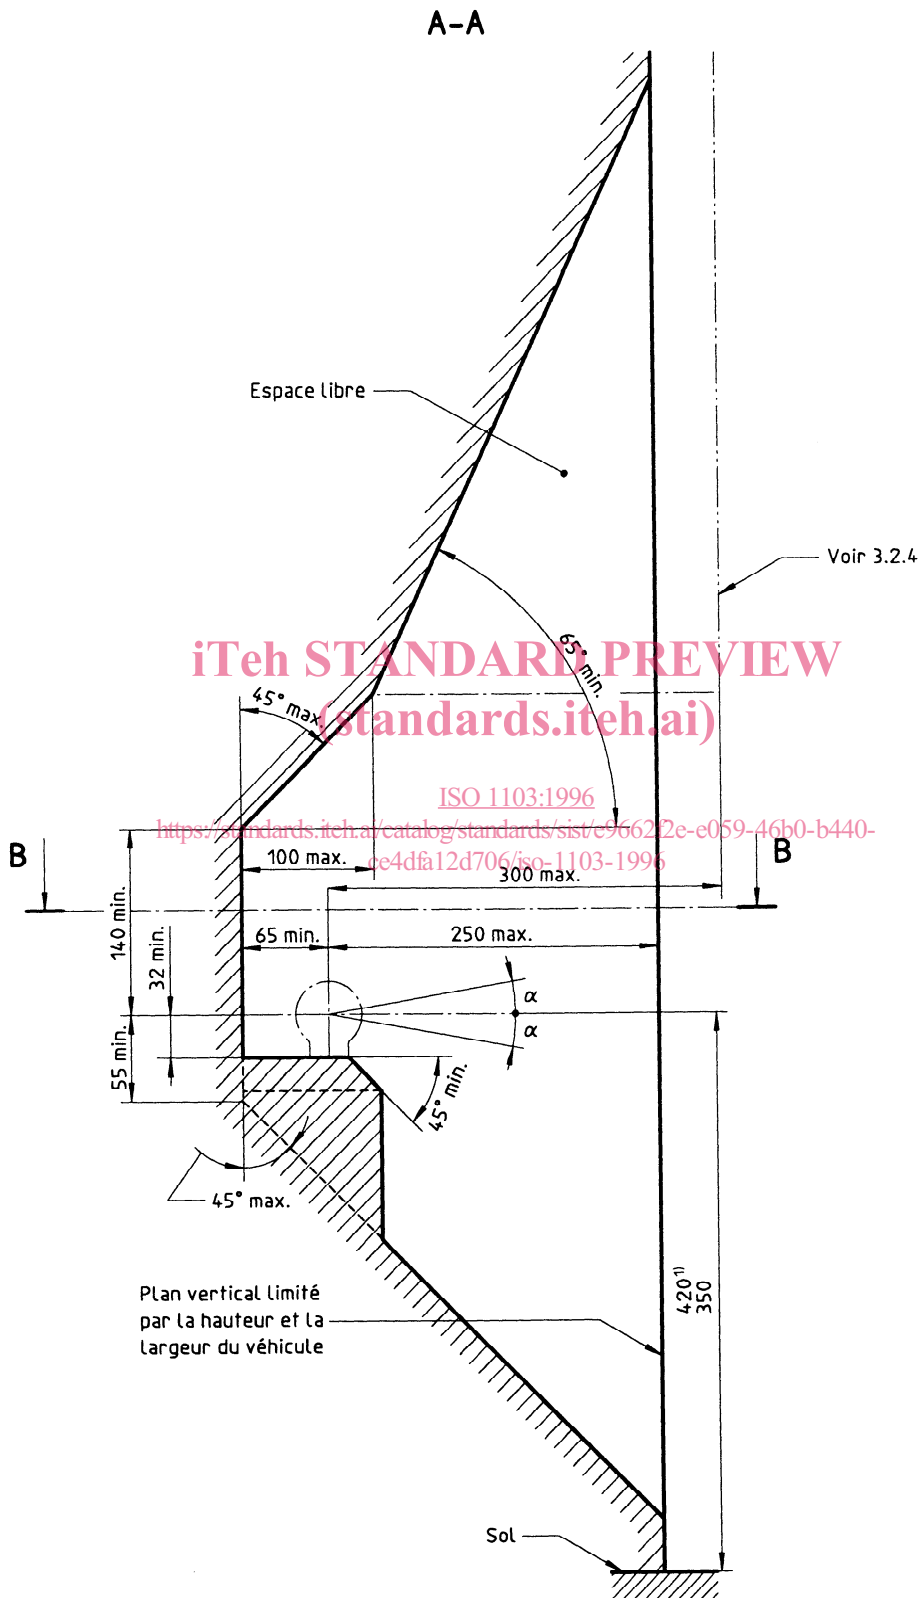 A-A
Espace libre
Voir 3.2.4
65° min.
iTeh STANDARD PREVIEW
45° max.
(standards.iteh.ai)
ISO 1103:1996
https://standards.iteh.ai/catalog/standards/sist/e9662f2e-e059-46b0-b440-
ce4dfa12d706/iso-1103-1996
B
B
100 max.
300 max.
140 min.
65 min.
250 max.
32 min.
α
α
55 min.
45° min.
45° max.
Plan vertical limité
par la hauteur et la
largeur du véhicule
420¹⁾
350
Sol